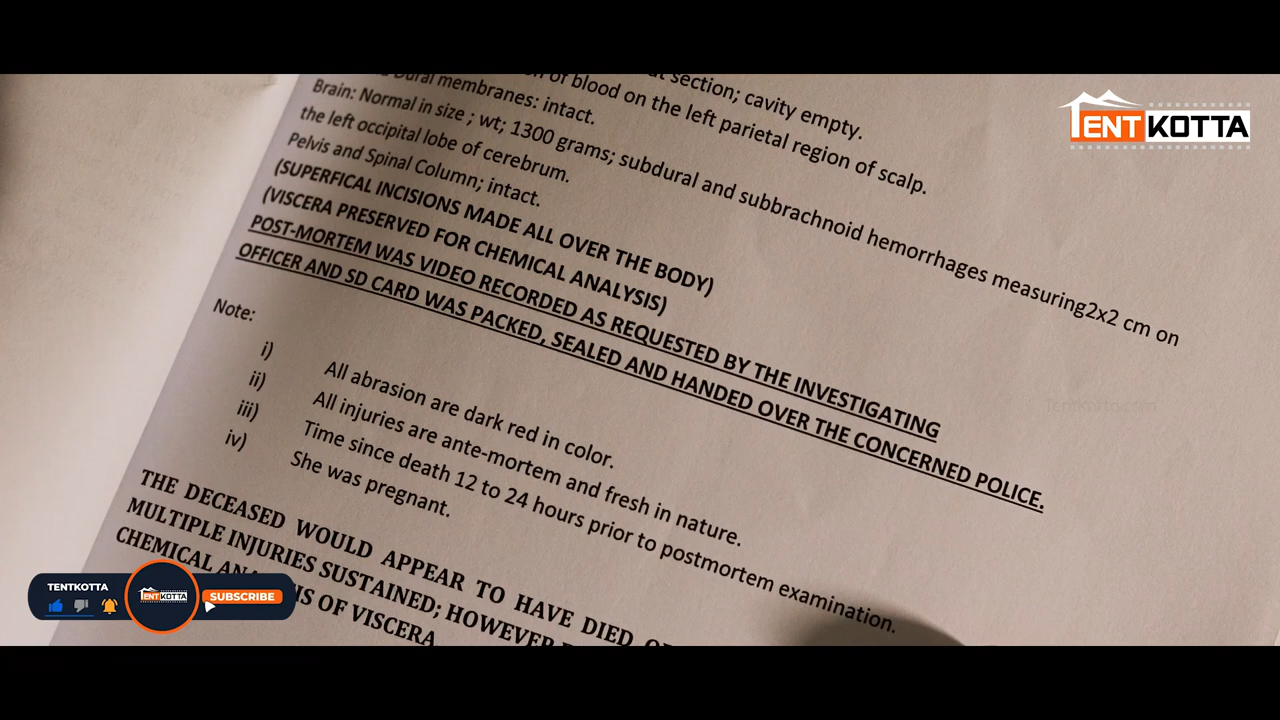 at section; cavity empty.
of blood on the left parietal region of scalp.
Dural membranes: intact.
Brain: Normal in size ; wt; 1300 grams; subdural and subbrachnoid hemorrhages measuring2x2 cm on
the left occipital lobe of cerebrum.
Pelvis and Spinal Column; intact.
(SUPERFICAL INCISIONS MADE ALL OVER THE BODY)
(VISCERA PRESERVED FOR CHEMICAL ANALYSIS)
POST-MORTEM WAS VIDEO RECORDED AS REQUESTED BY THE INVESTIGATING
OFFICER AND SD CARD WAS PACKED, SEALED AND HANDED OVER THE CONCERNED POLICE.
Note:
i) All abrasion are dark red in color.
ii) All injuries are ante-mortem and fresh in nature.
iii) Time since death 12 to 24 hours prior to postmortem examination.
iv) She was pregnant.
THE DECEASED WOULD APPEAR TO HAVE DIED
MULTIPLE INJURIES SUSTAINED; HOWEVER
CHEMICAL ANALYSIS OF VISCERA
TENTKOTTA
TentKotta.com
TENTKOTTA
TENTKOTTA
SUBSCRIBE